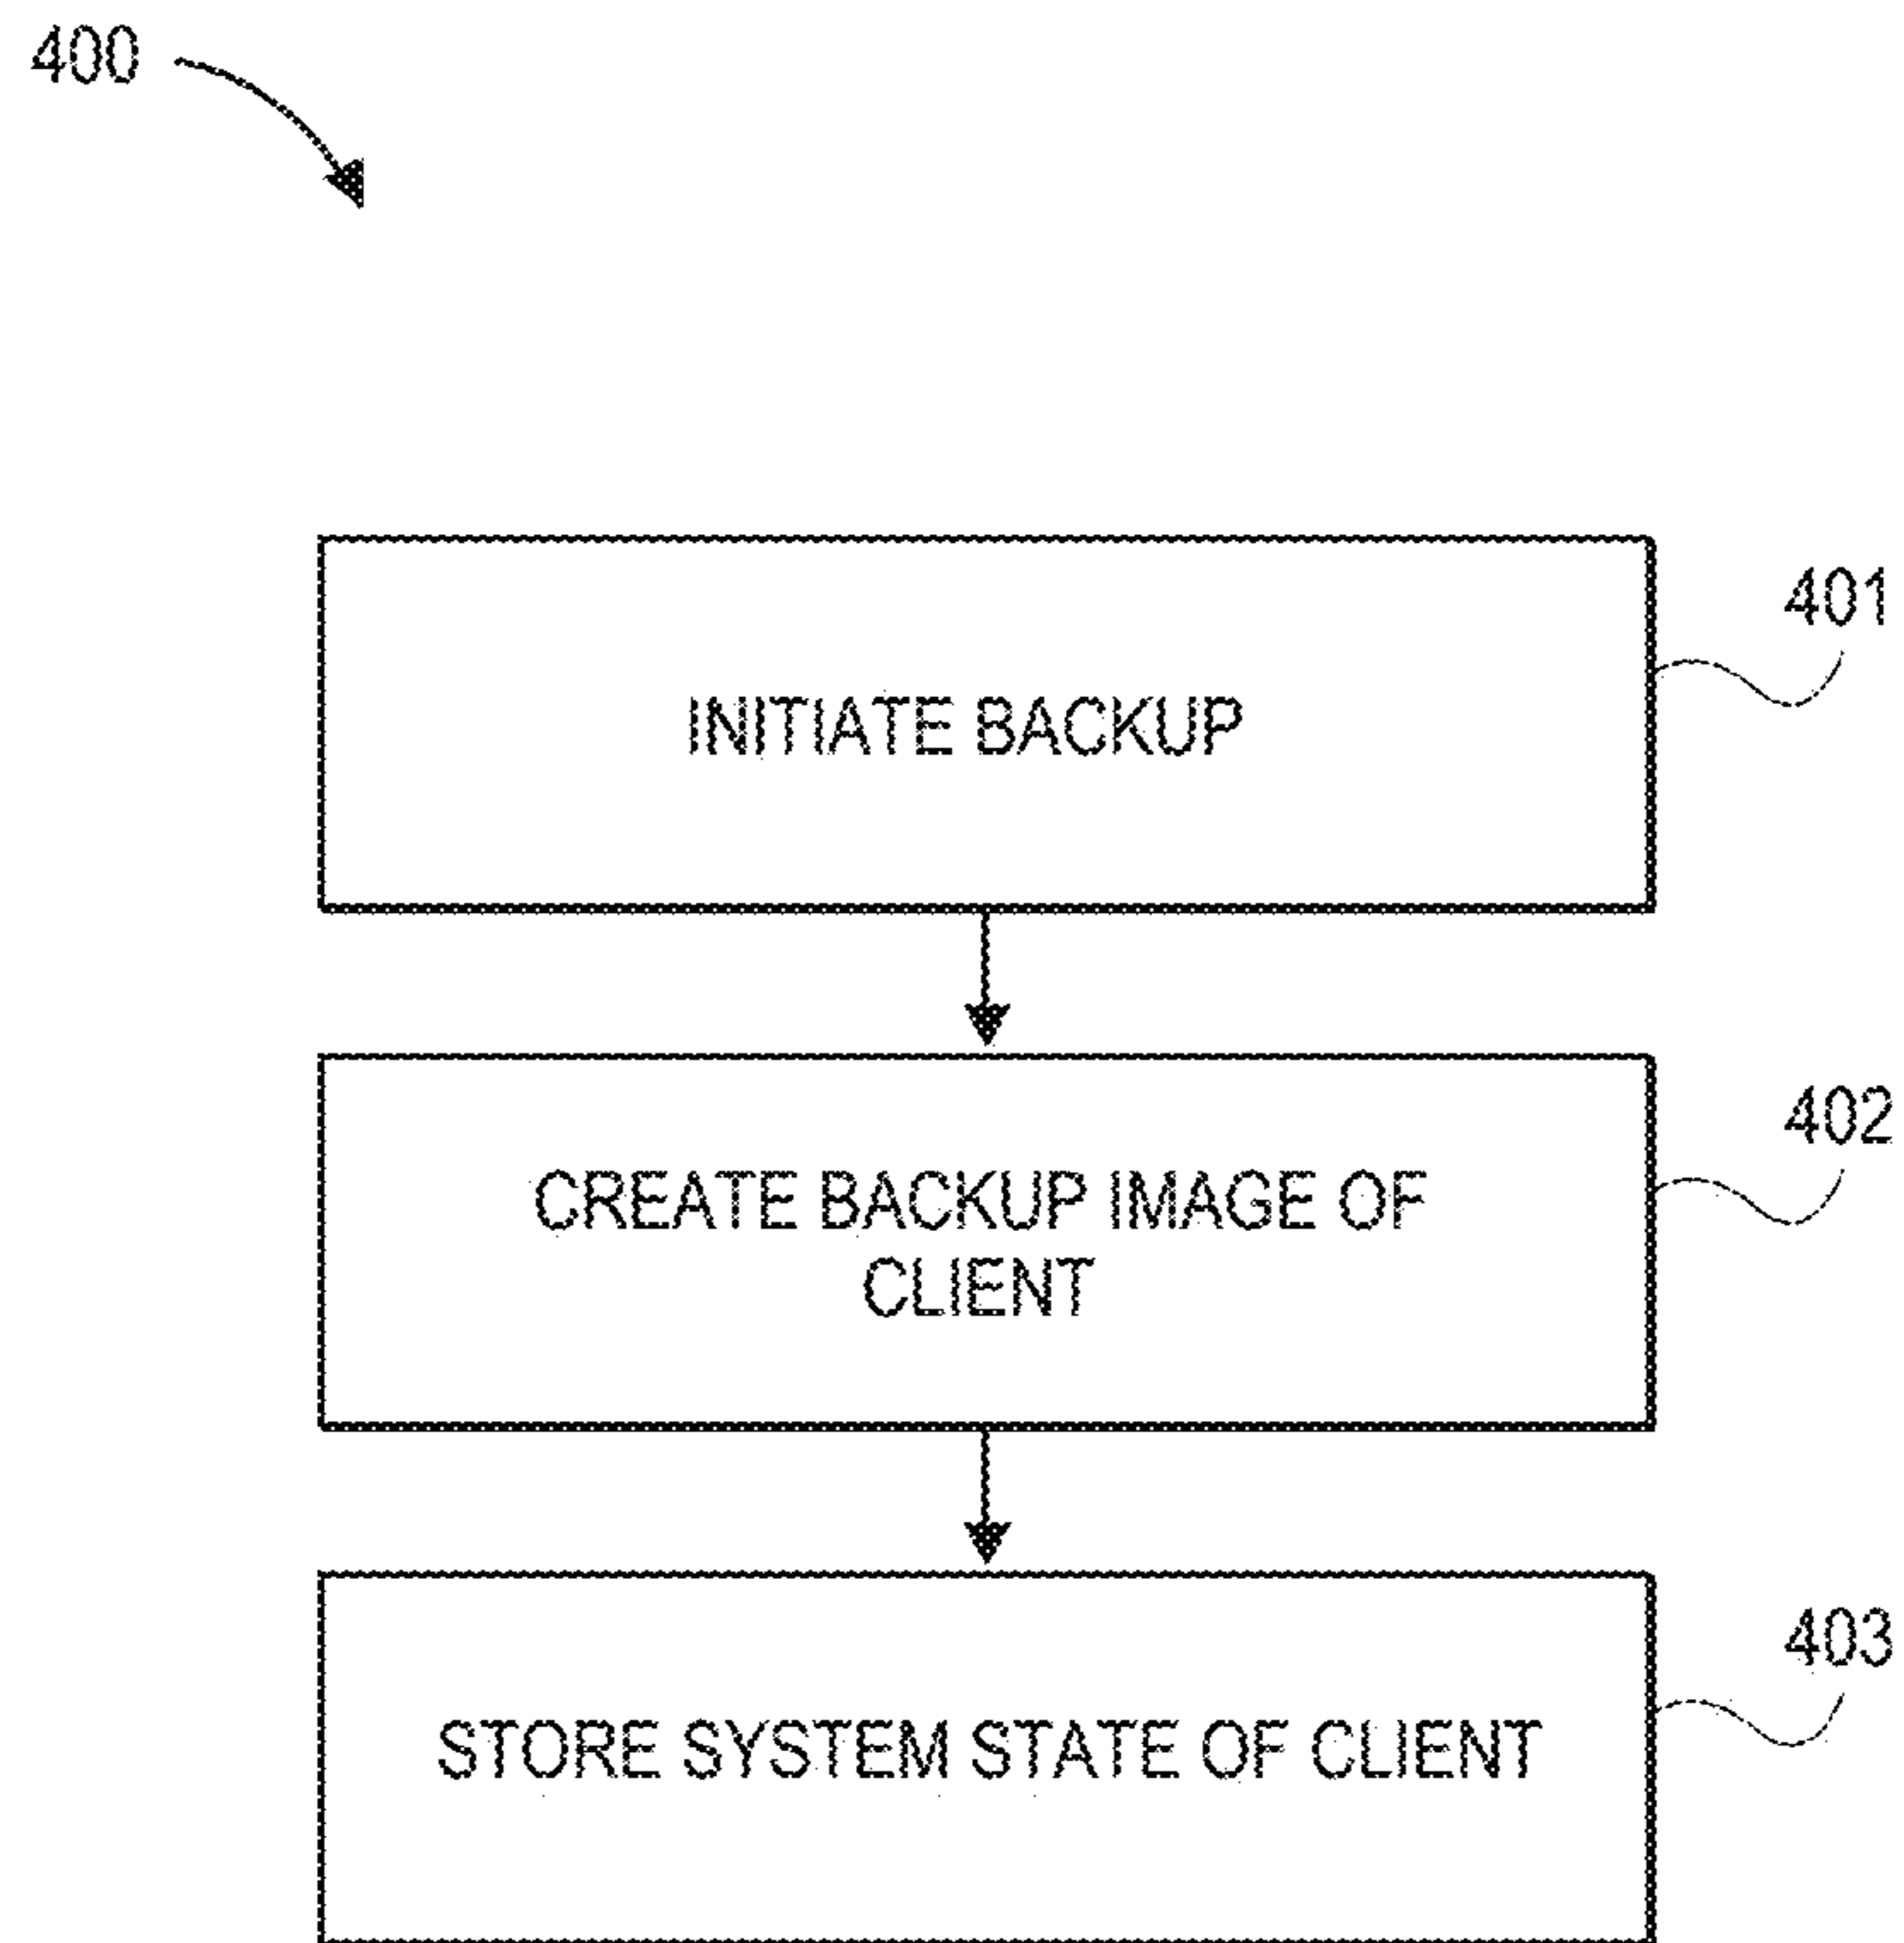 400
INITIATE BACKUP
401
CREATE BACKUP IMAGE OF
CLIENT
402
STORE SYSTEM STATE OF CLIENT
403